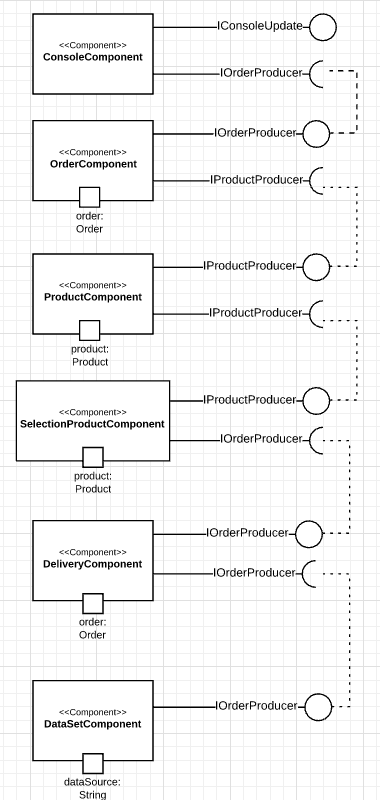 IConsoleUpdate
<<Component>>
ConsoleComponent
IOrderProducer
IOrderProducer
<<Component>>
OrderComponent
IProductProducer
order:
Order
IProductProducer
<<Component>>
ProductComponent
IProductProducer
product:
Product
IProductProducer
<<Component>>
SelectionProductComponent
IOrderProducer
product:
Product
IOrderProducer
<<Component>>
DeliveryComponent
IOrderProducer
order:
Order
IOrderProducer
<<Component>>
DataSetComponent
dataSource:
String